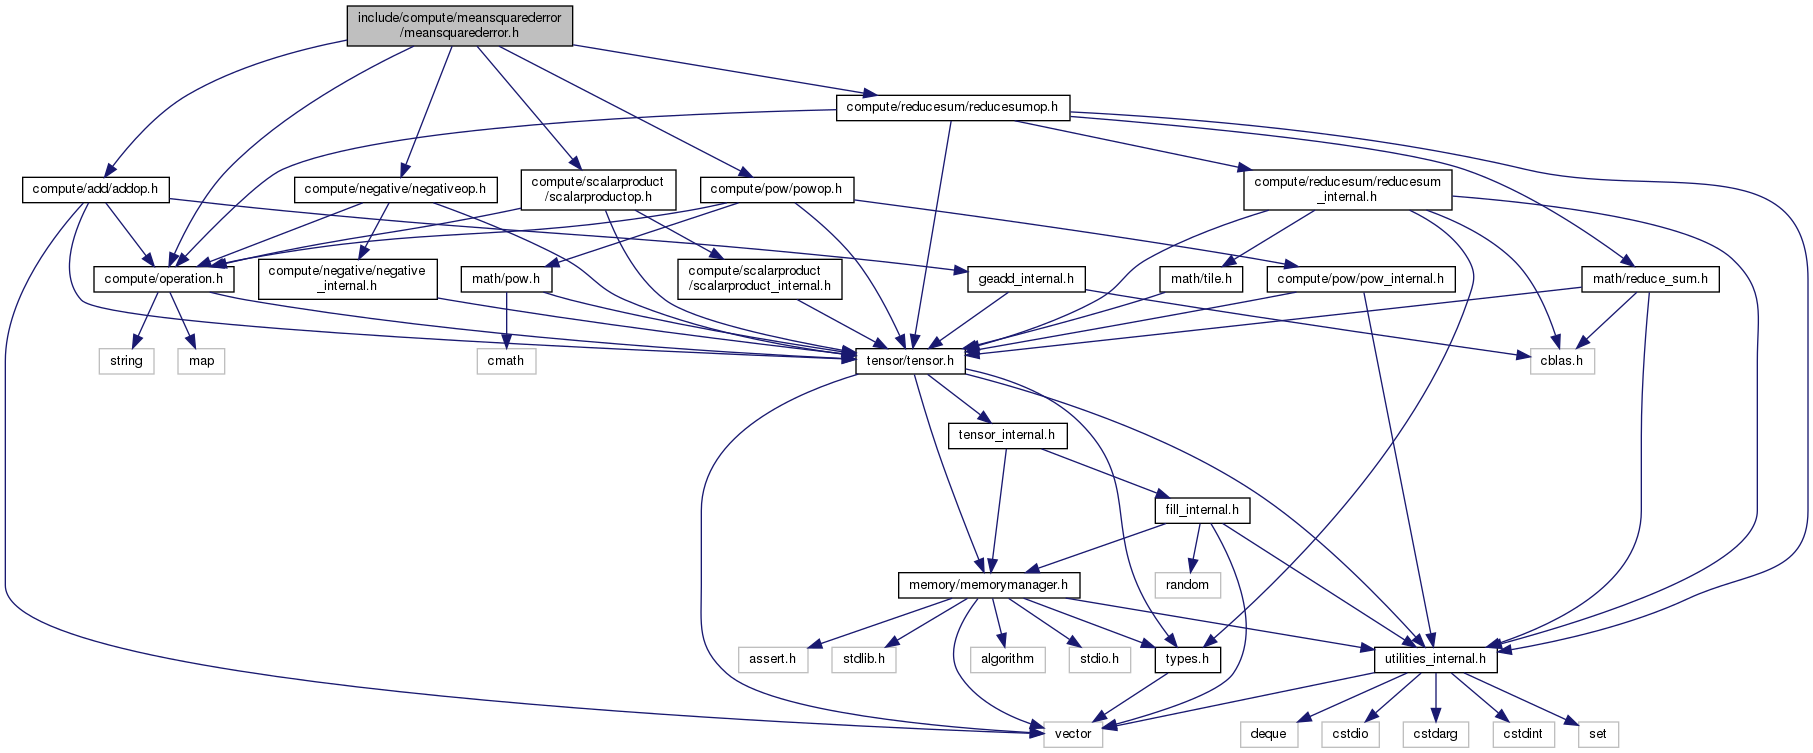 include/compute/meansquarederror
/meansquarederror.h
compute/reducesum/reducesumop.h
compute/add/addop.h
compute/negative/negativeop.h
compute/scalarproduct
/scalarproductop.h
compute/pow/powop.h
compute/reducesum/reducesum
_internal.h
compute/operation.h
compute/negative/negative
_internal.h
math/pow.h
compute/scalarproduct
/scalarproduct_internal.h
geadd_internal.h
math/tile.h
compute/pow/pow_internal.h
math/reduce_sum.h
string
map
cmath
tensor/tensor.h
cblas.h
tensor_internal.h
fill_internal.h
memory/memorymanager.h
random
assert.h
stdlib.h
algorithm
stdio.h
types.h
utilities_internal.h
vector
deque
cstdio
cstdarg
cstdint
set